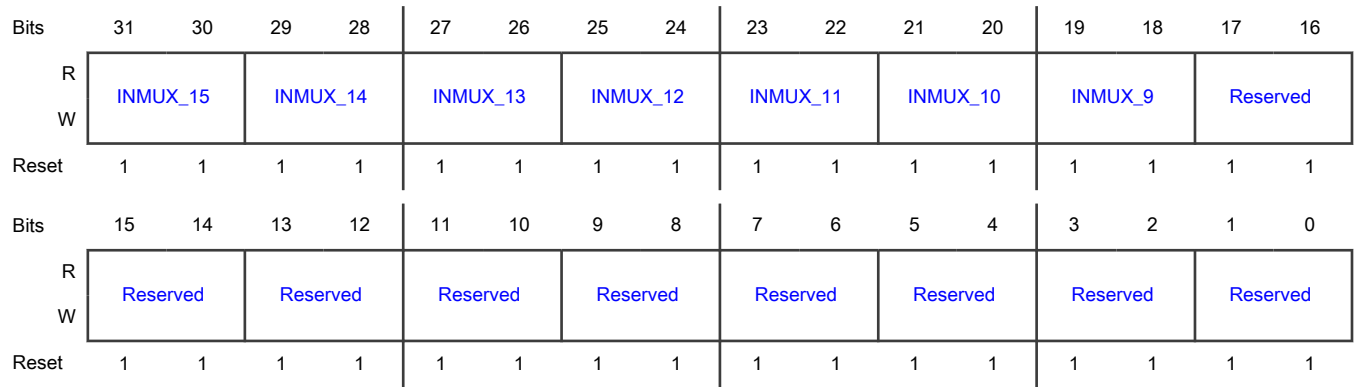 Bits 31 30 29 28 27 26 25 24 23 22 21 20 19 18 17 16
R
INMUX_15 INMUX_14 INMUX_13 INMUX_12 INMUX_11 INMUX_10 INMUX_9 Reserved
W
Reset 1 1 1 1 1 1 1 1 1 1 1 1 1 1 1 1
Bits 15 14 13 12 11 10 9 8 7 6 5 4 3 2 1 0
R
Reserved Reserved Reserved Reserved Reserved Reserved Reserved Reserved
W
Reset 1 1 1 1 1 1 1 1 1 1 1 1 1 1 1 1